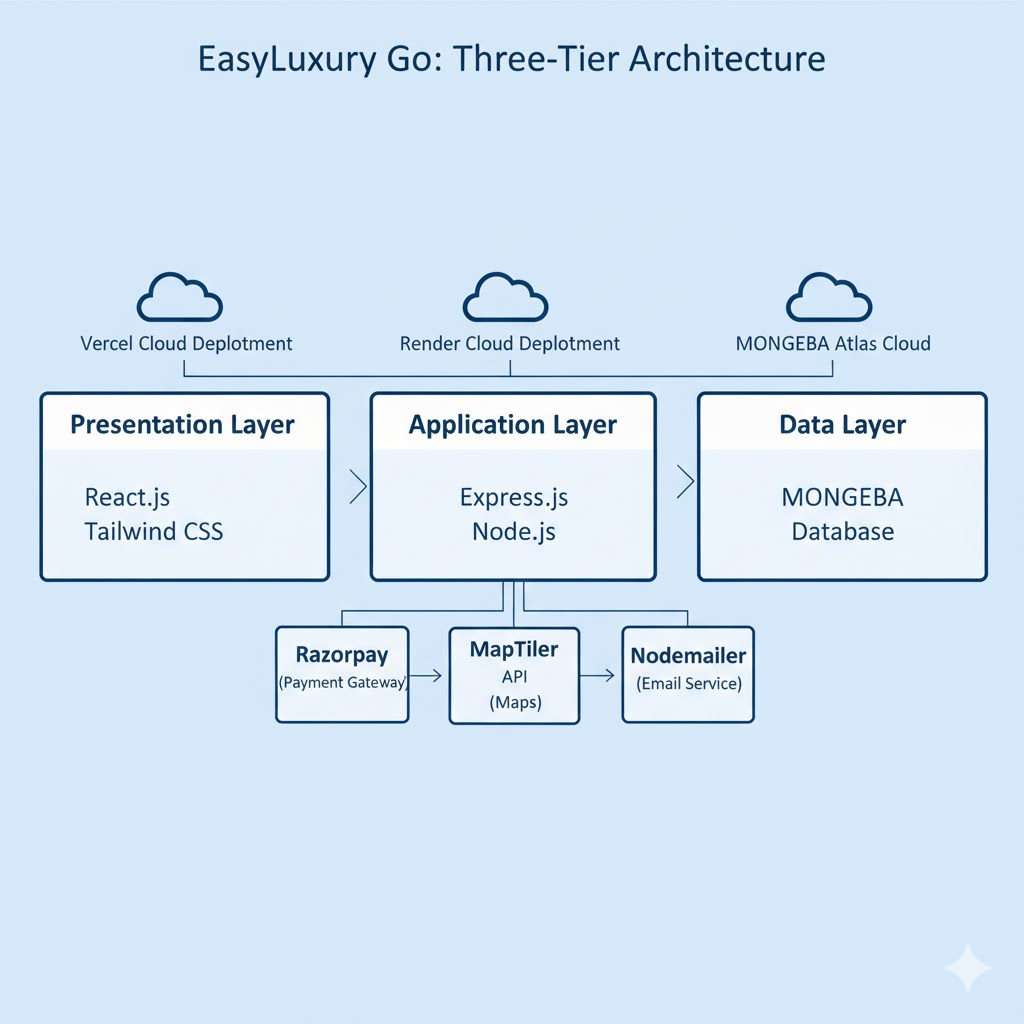 EasyLuxury Go: Three-Tier Architecture
Vercel Cloud Deplotment
Render Cloud Deplotment
MONGEBA Atlas Cloud
Presentation Layer
React.js
Tailwind CSS
Application Layer
Express.js
Node.js
Data Layer
MONGEBA
Database
Razorpay
(Payment Gateway)
MapTiler
API
(Maps)
Nodemailer
(Email Service)